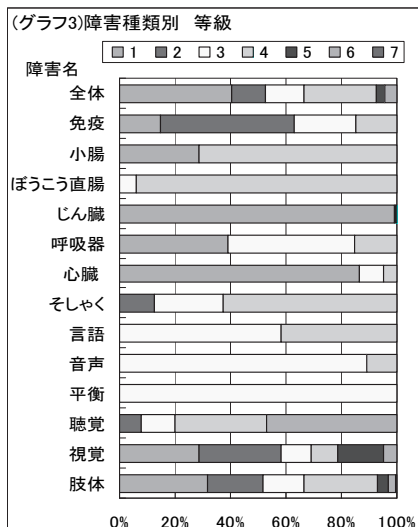 (グラフ3)障害種類別 等級
1 2 3 4 5 6 7
障害名
全体
免疫
小腸
ぼうこう直腸
じん臓
呼吸器
心臓
そしゃく
言語
音声
平衡
聴覚
視覚
肢体
0% 20% 40% 60% 80% 100%